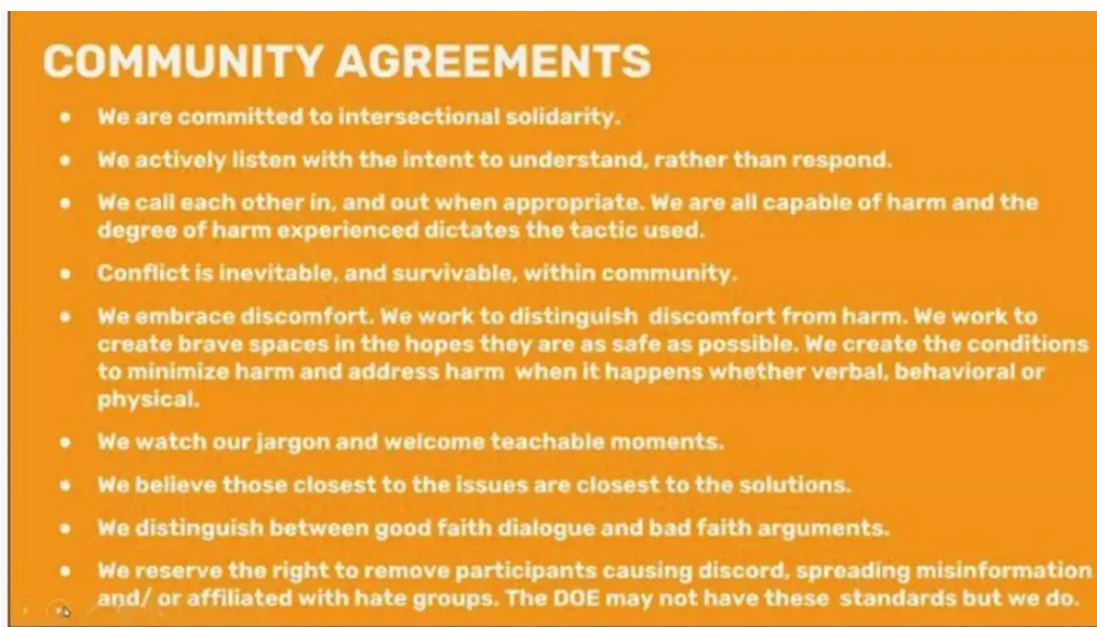 COMMUNITY AGREEMENTS
• We are committed to intersectional solidarity.
• We actively listen with the intent to understand, rather than respond.
• We call each other in, and out when appropriate. We are all capable of harm and the
degree of harm experienced dictates the tactic used.
• Conflict is inevitable, and survivable, within community.
• We embrace discomfort. We work to distinguish discomfort from harm. We work to
create brave spaces in the hopes they are as safe as possible. We create the conditions
to minimize harm and address harm when it happens whether verbal, behavioral or
physical.
• We watch our jargon and welcome teachable moments.
• We believe those closest to the issues are closest to the solutions.
• We distinguish between good faith dialogue and bad faith arguments.
• We reserve the right to remove participants causing discord, spreading misinformation
and/ or affiliated with hate groups. The DOE may not have these standards but we do.